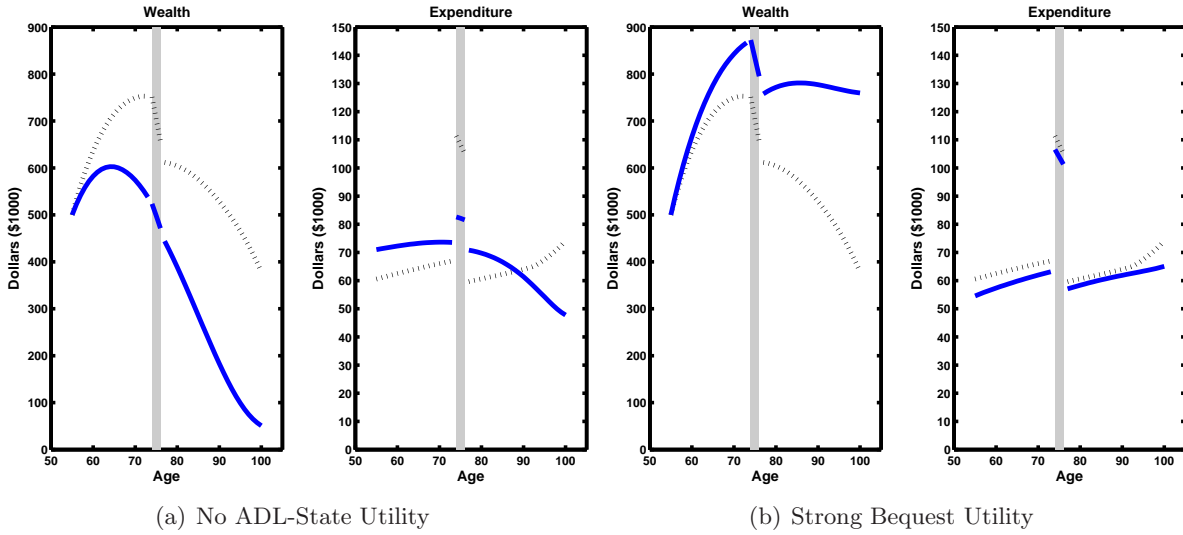 Wealth
900
800
700
600
500
400
300
200
100
0
Dollars ($1000)
50 60 70 80 90 100
Age
Expenditure
150
140
130
120
110
100
90
80
70
60
50
40
30
20
10
0
Dollars ($1000)
50 60 70 80 90 100
Age
(a) No ADL-State Utility
Wealth
900
800
700
600
500
400
300
200
100
0
Dollars ($1000)
50 60 70 80 90 100
Age
Expenditure
150
140
130
120
110
100
90
80
70
60
50
40
30
20
10
0
Dollars ($1000)
50 60 70 80 90 100
Age
(b) Strong Bequest Utility